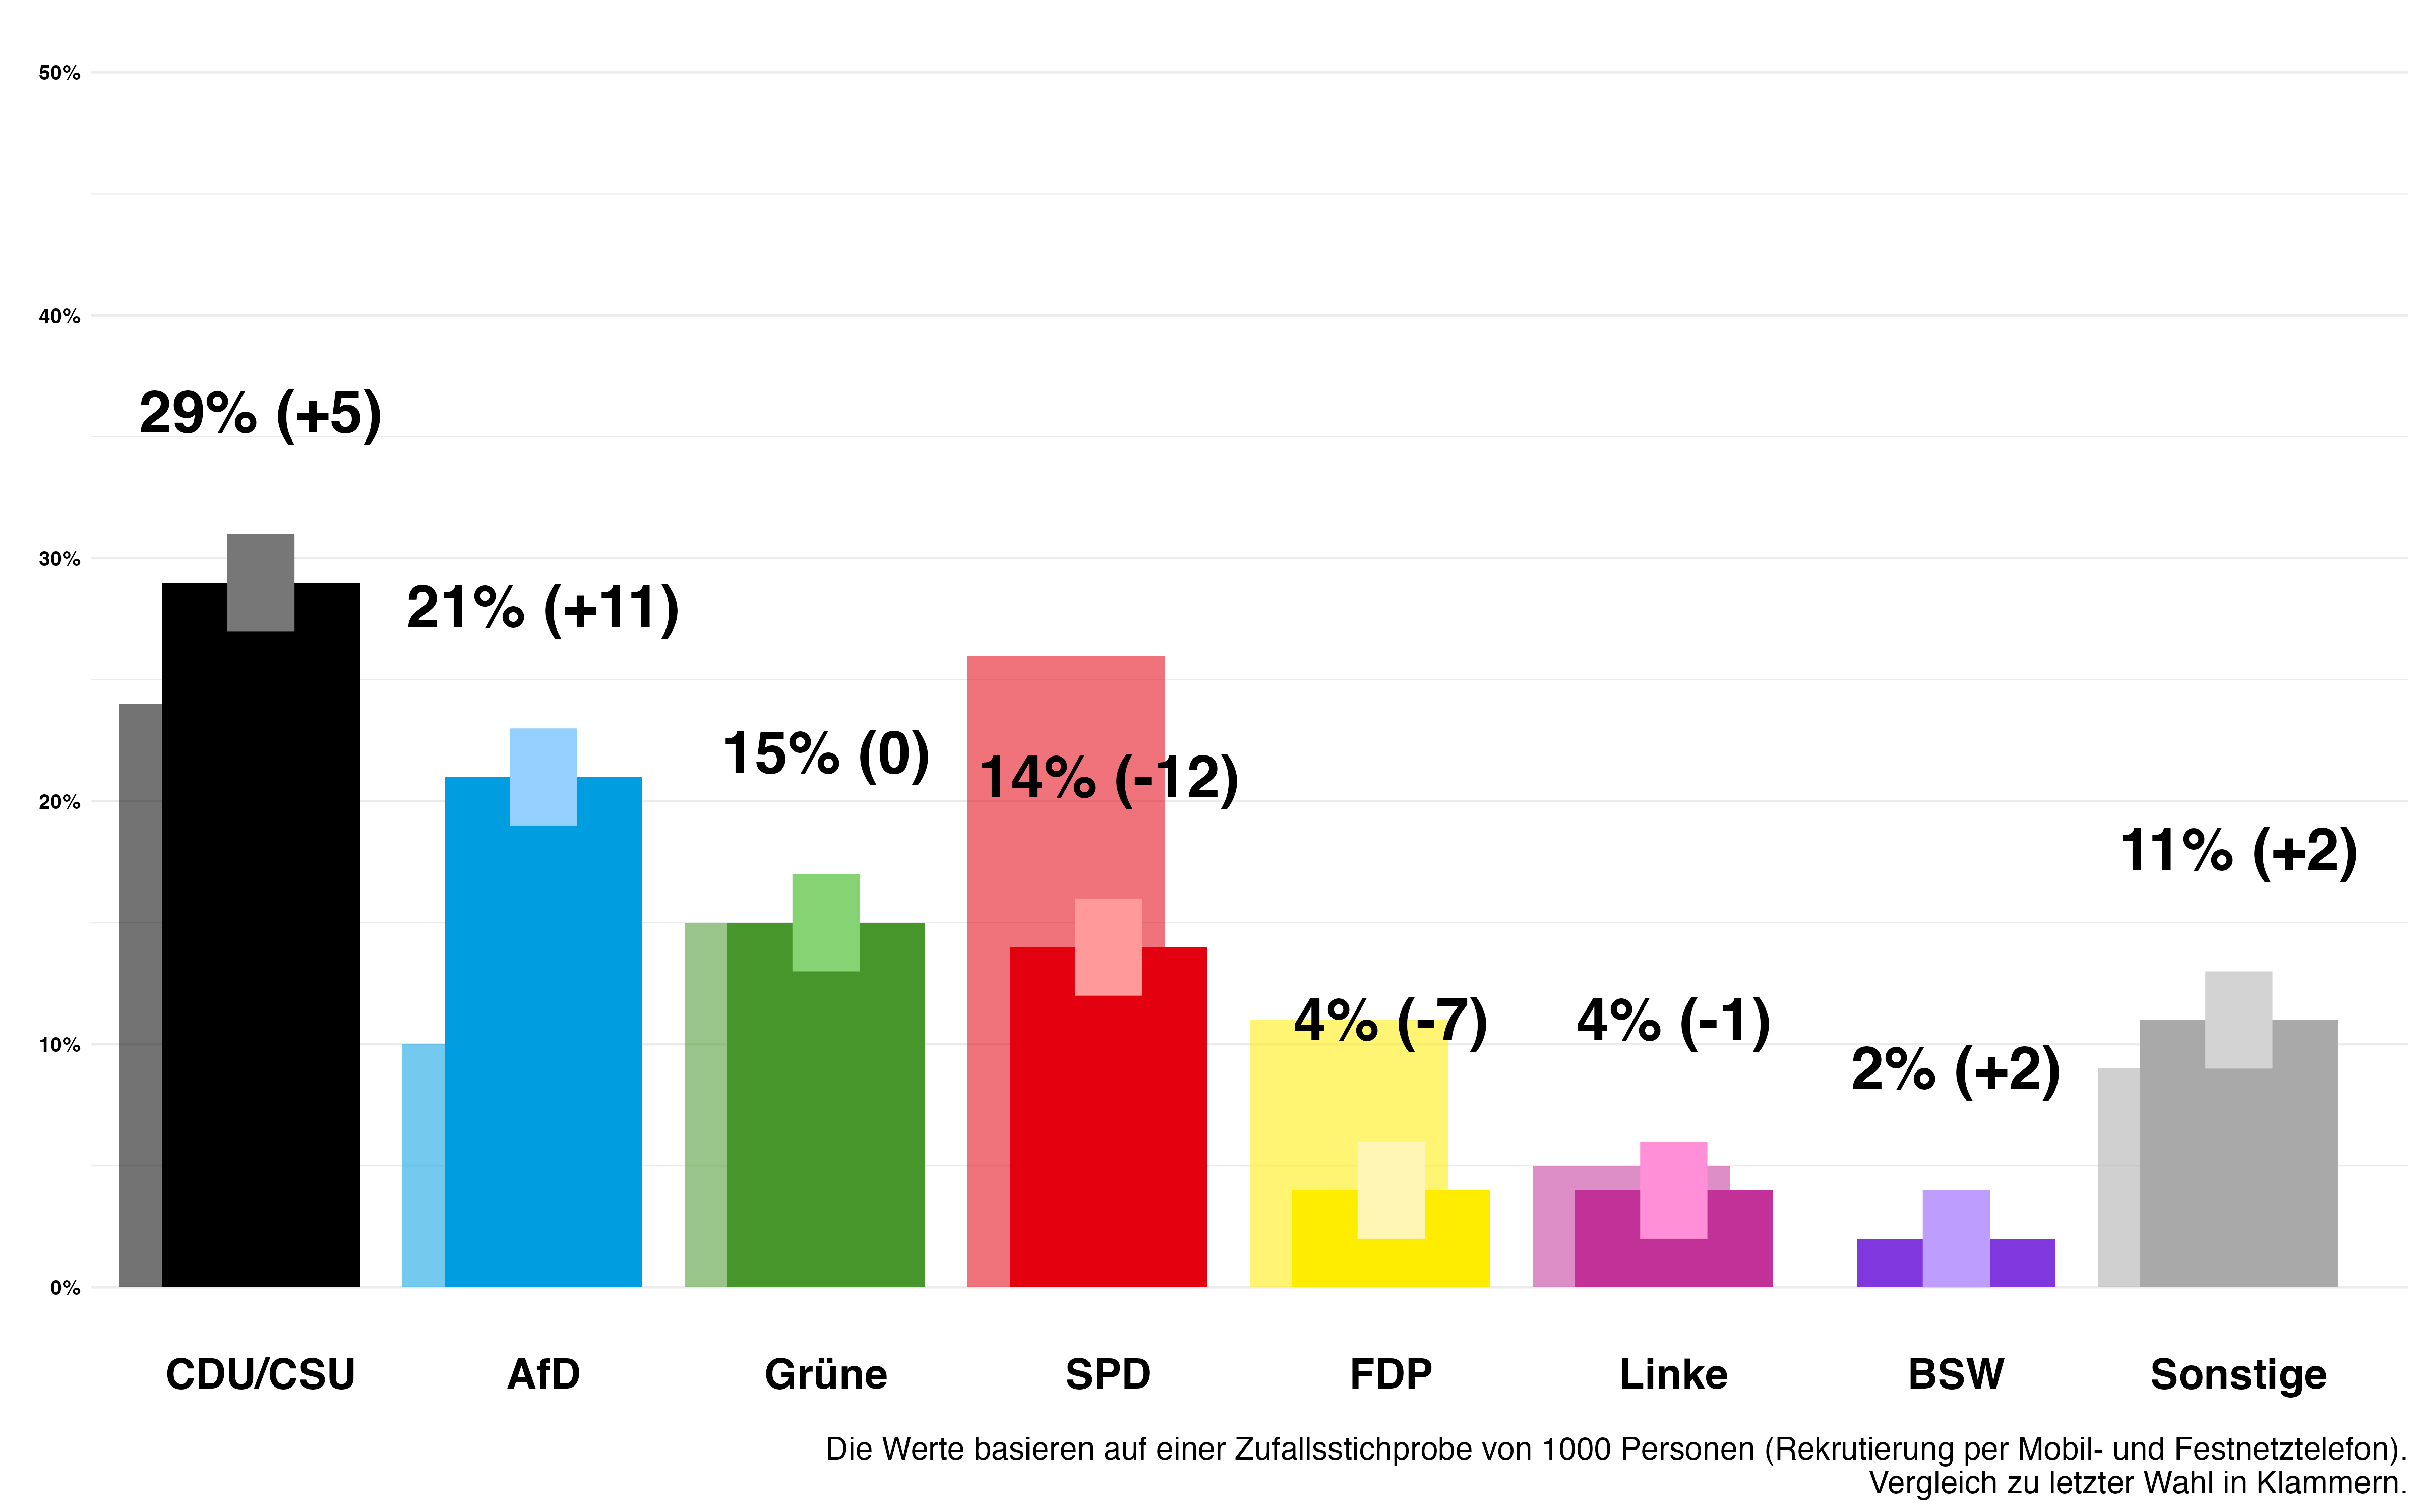 50%
40%
30%
20%
10%
0%
29% (+5)
21% (+11)
15% (0)
14% (-12)
4% (-7)
4% (-1)
2% (+2)
11% (+2)
CDU/CSU
AfD
Grüne
SPD
FDP
Linke
BSW
Sonstige
Die Werte basieren auf einer Zufallsstichprobe von 1000 Personen (Rekrutierung per Mobil- und Festnetztelefon).
Vergleich zu letzter Wahl in Klammern.